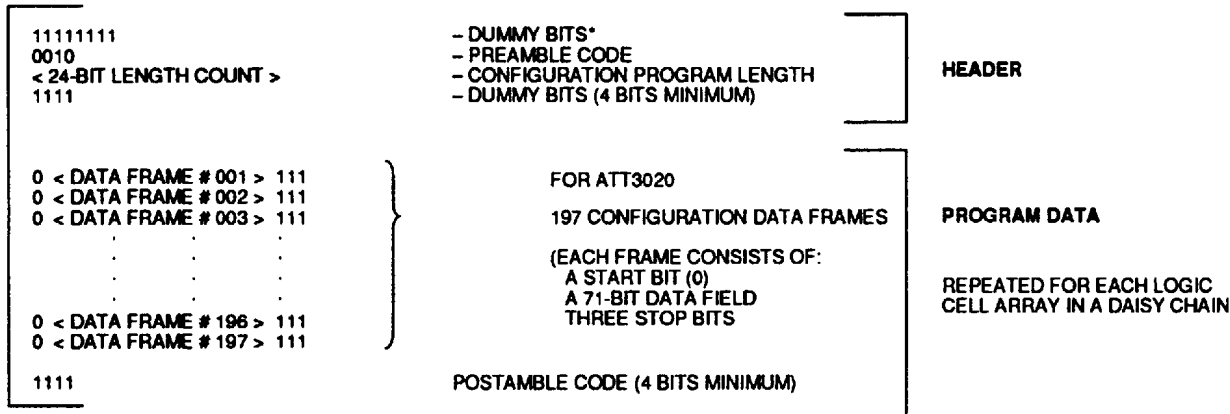 11111111 – DUMMY BITS*
0010 – PREAMBLE CODE
< 24-BIT LENGTH COUNT > – CONFIGURATION PROGRAM LENGTH
1111 – DUMMY BITS (4 BITS MINIMUM)
HEADER
0 < DATA FRAME # 001 > 111
0 < DATA FRAME # 002 > 111
0 < DATA FRAME # 003 > 111
. . .
. . .
. . .
. . .
0 < DATA FRAME # 196 > 111
0 < DATA FRAME # 197 > 111
FOR ATT3020
197 CONFIGURATION DATA FRAMES
(EACH FRAME CONSISTS OF:
A START BIT (0)
A 71-BIT DATA FIELD
THREE STOP BITS
PROGRAM DATA
REPEATED FOR EACH LOGIC
CELL ARRAY IN A DAISY CHAIN
1111 POSTAMBLE CODE (4 BITS MINIMUM)